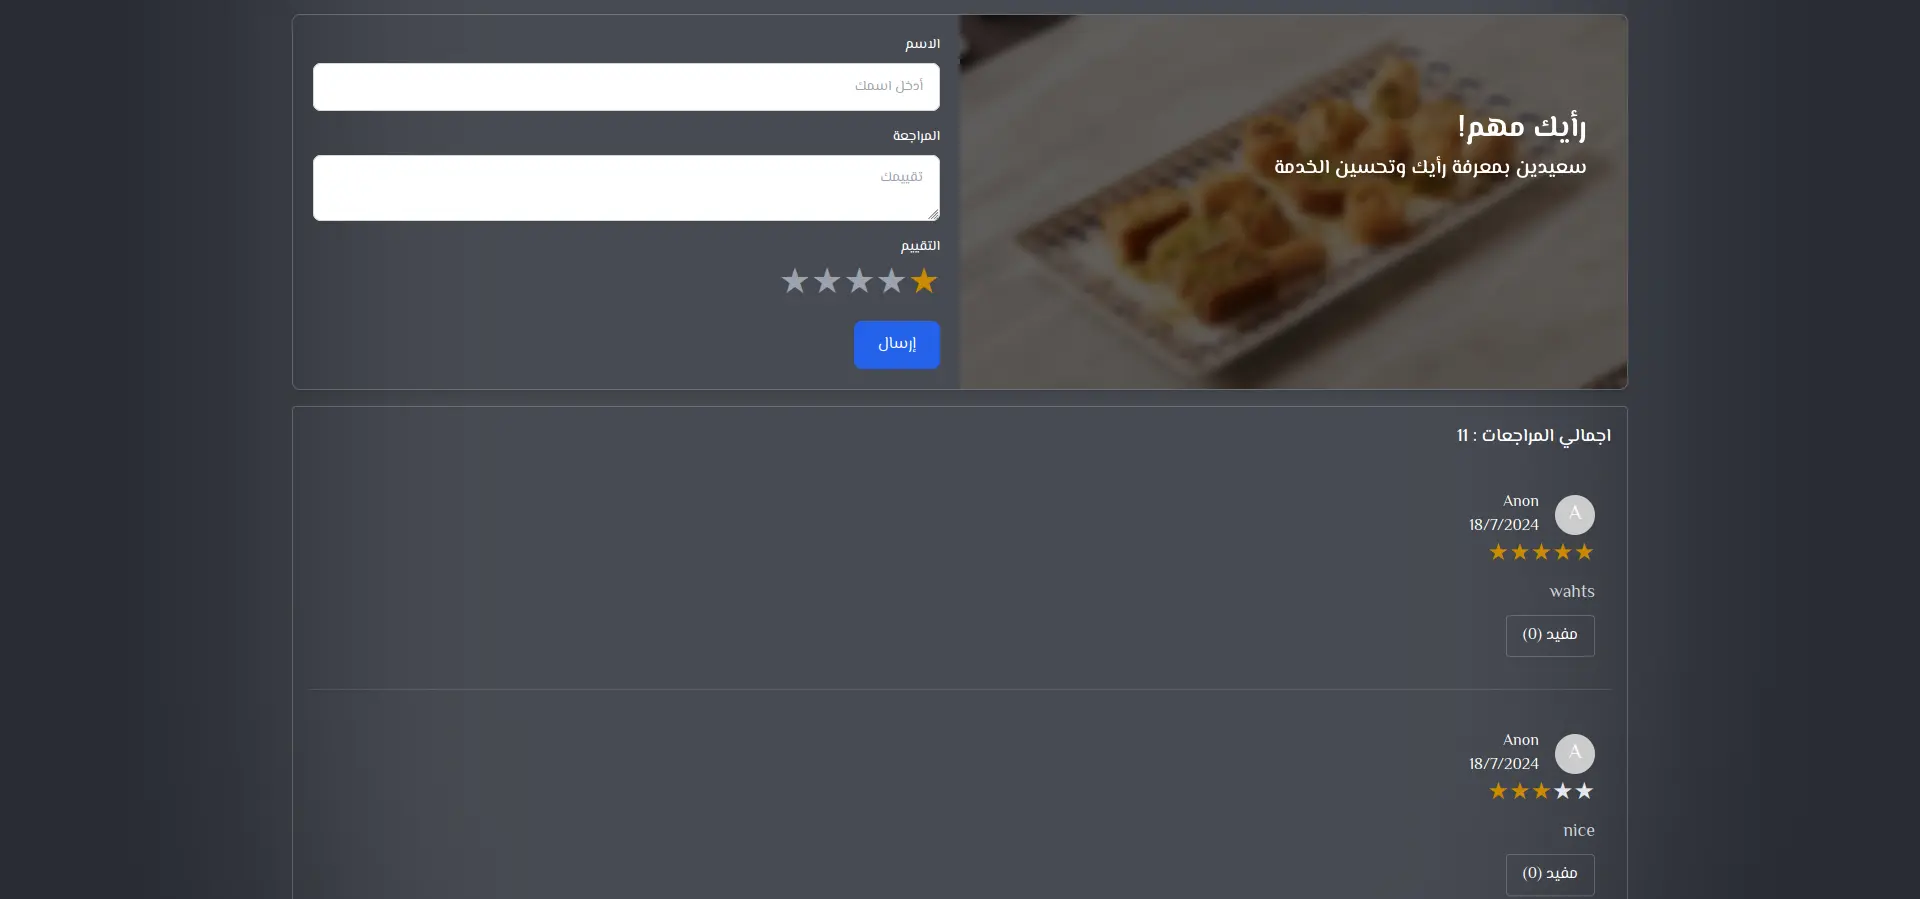 رأيك مهم!
سعيدين بمعرفة رأيك وتحسين الخدمة
الاسم
أدخل اسمك
المراجعة
تقييمك
التقييم
إرسال
اجمالي المراجعات : 11
A
Anon
18/7/2024
wahts
مفيد (0)
A
Anon
18/7/2024
nice
مفيد (0)